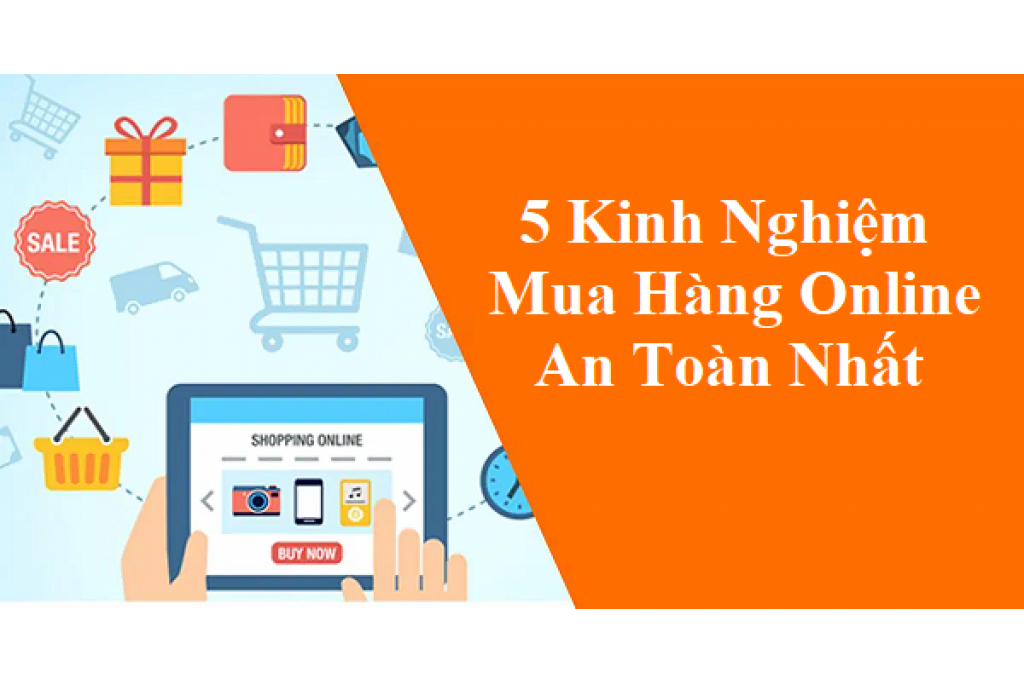 SALE
SHOPPING ONLINE
BUY NOW
5 Kinh Nghiệm
Mua Hàng Online
An Toàn Nhất